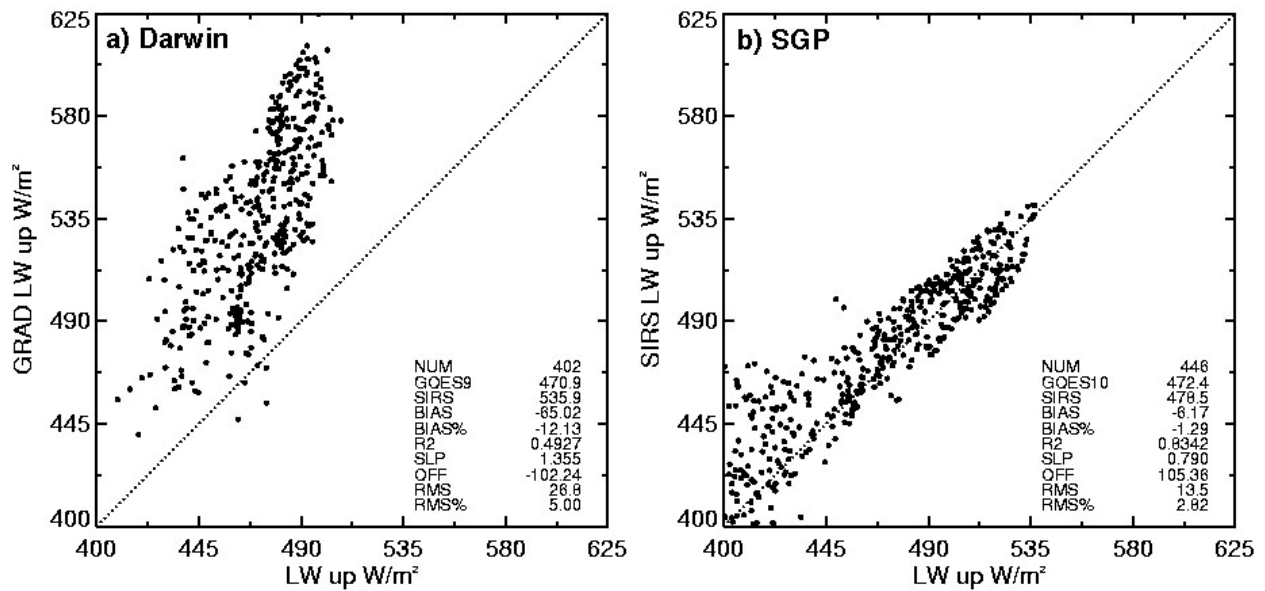 a) Darwin
GRAD LW up W/m²
625
580
535
490
445
400
400 445 490 535 580 625
LW up W/m²
NUM 402
GOES9 470.9
SIRS 535.9
BIAS -65.02
BIAS% -12.13
R2 0.4927
SLP 1.355
OFF -102.24
RMS 26.8
RMS% 5.00
b) SGP
SIRS LW up W/m²
625
580
535
490
445
400
400 445 490 535 580 625
LW up W/m²
NUM 446
GOES10 472.4
SIRS 478.5
BIAS -6.17
BIAS% -1.29
R2 0.8342
SLP 0.790
OFF 105.36
RMS 13.5
RMS% 2.82